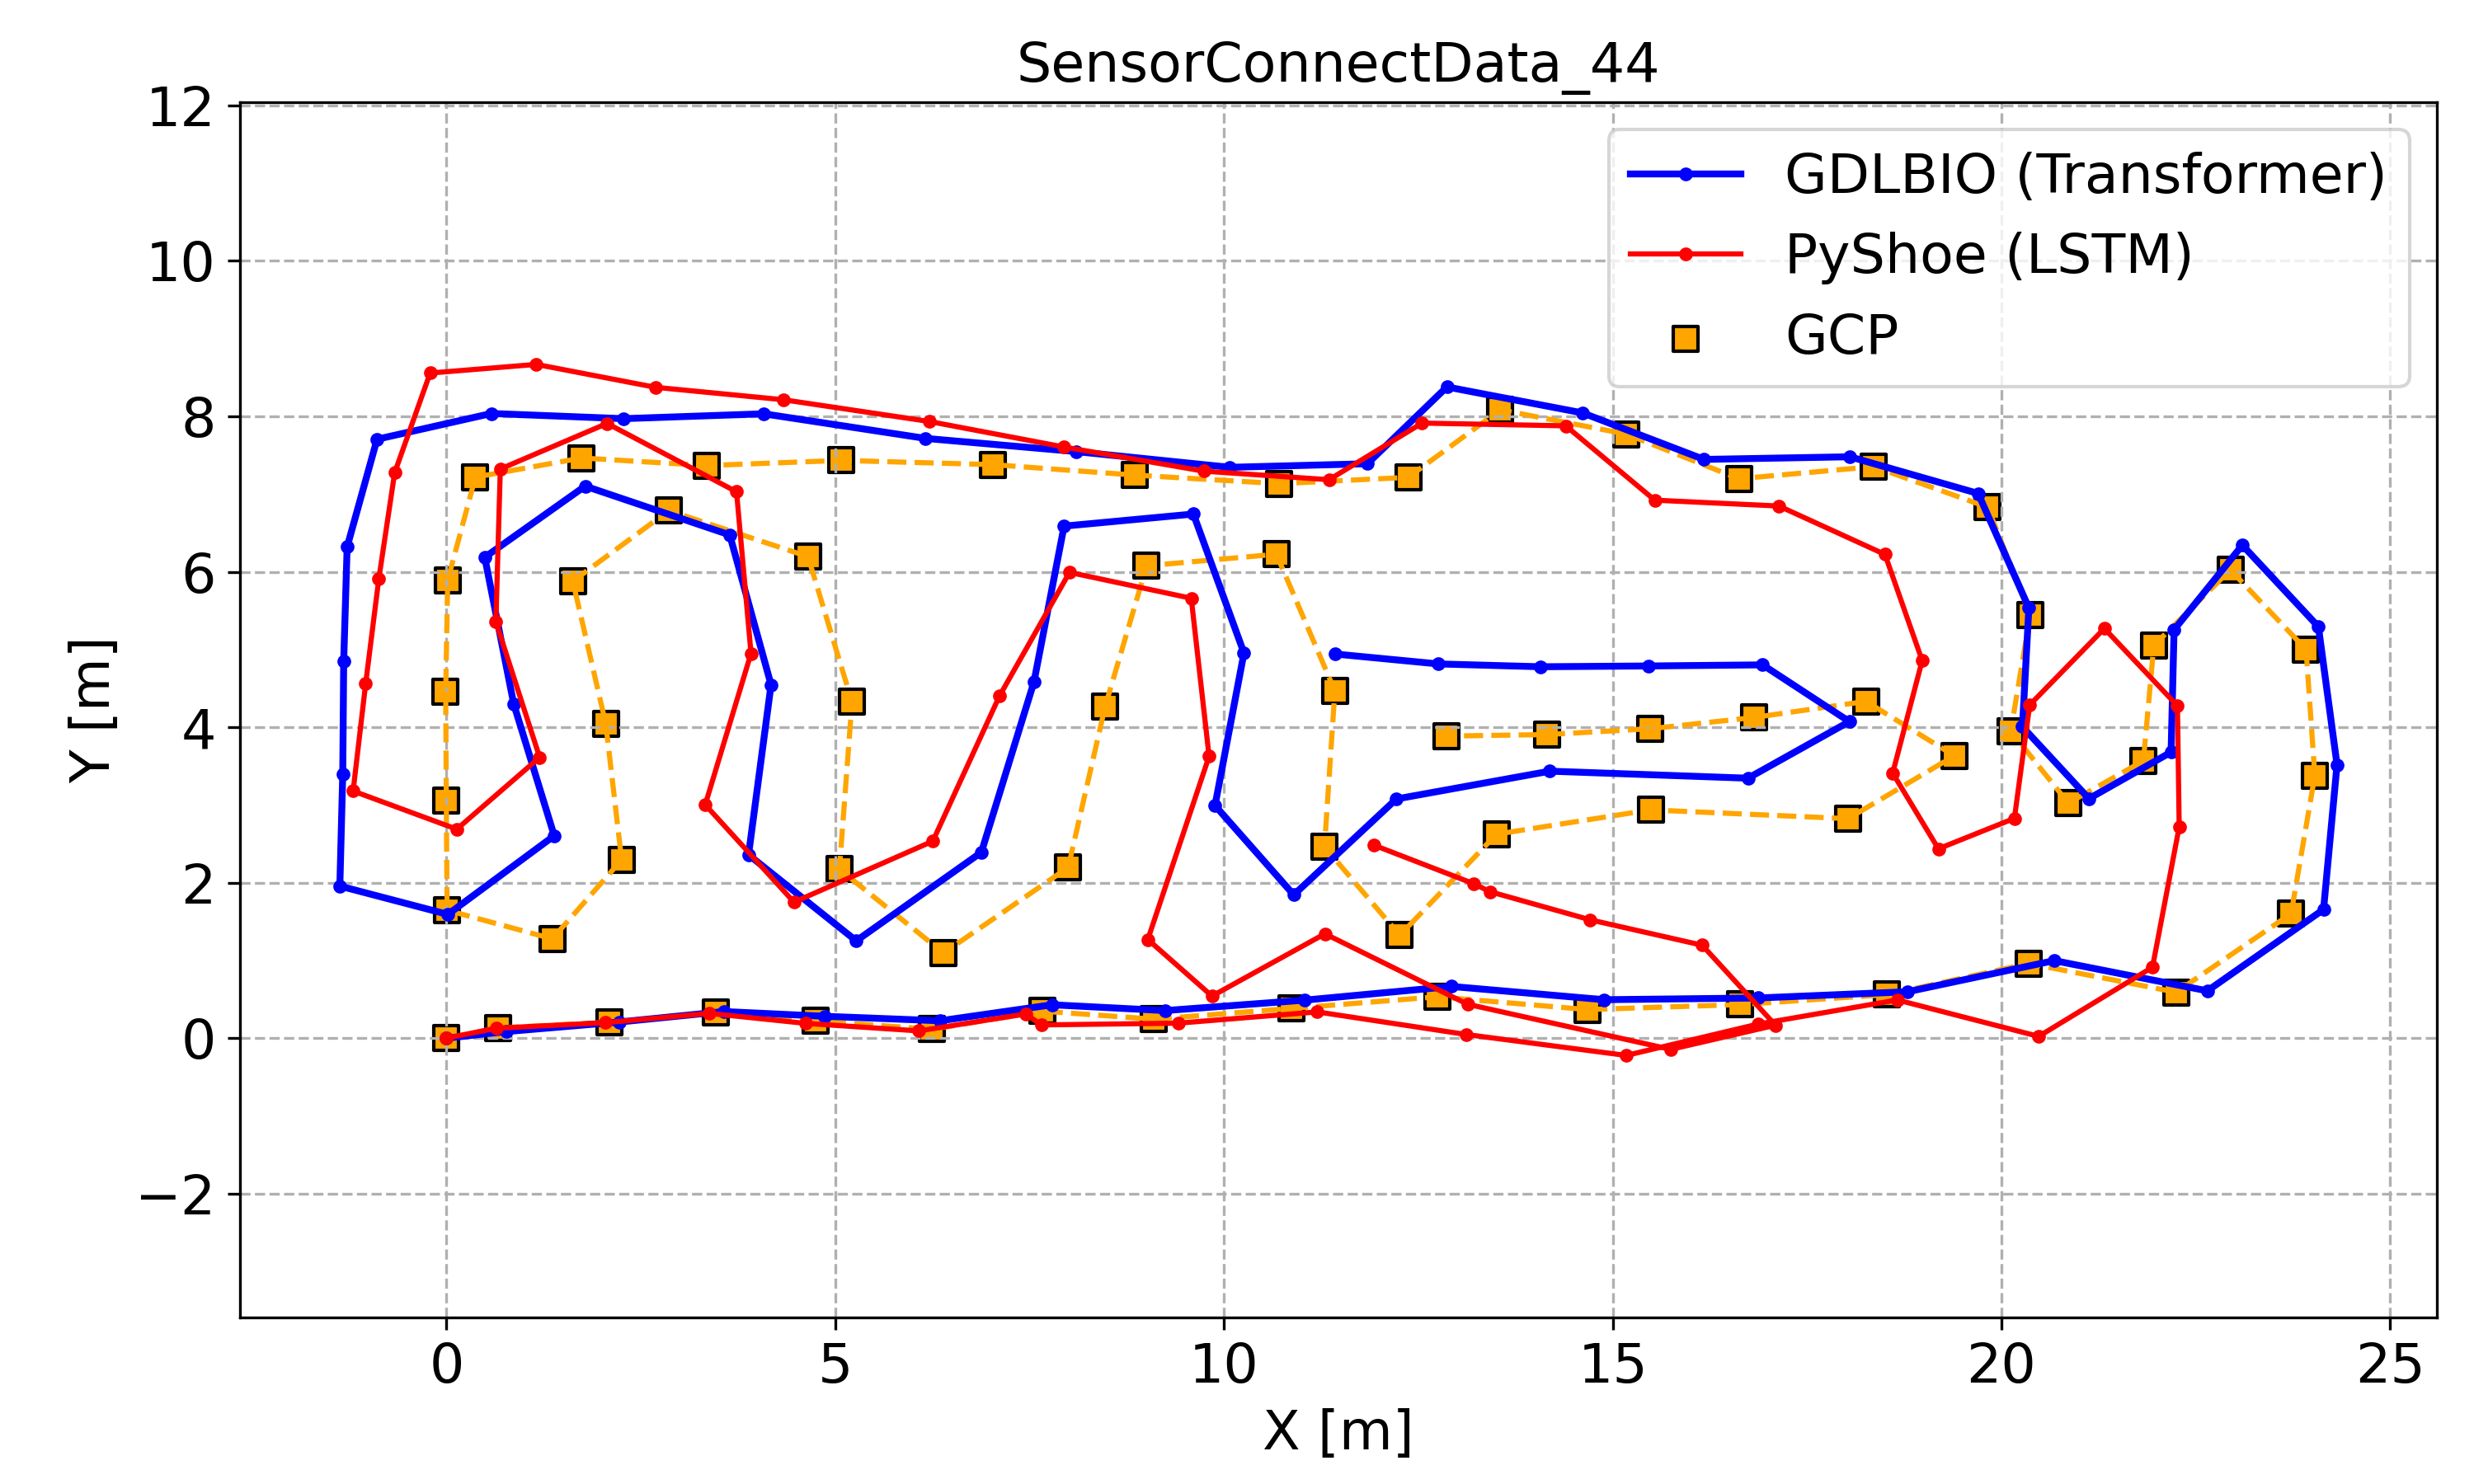 SensorConnectData_44
12
10
8
6
4
2
0
−2
Y [m]
GDLBIO (Transformer)
PyShoe (LSTM)
GCP
0 5 10 15 20 25
X [m]